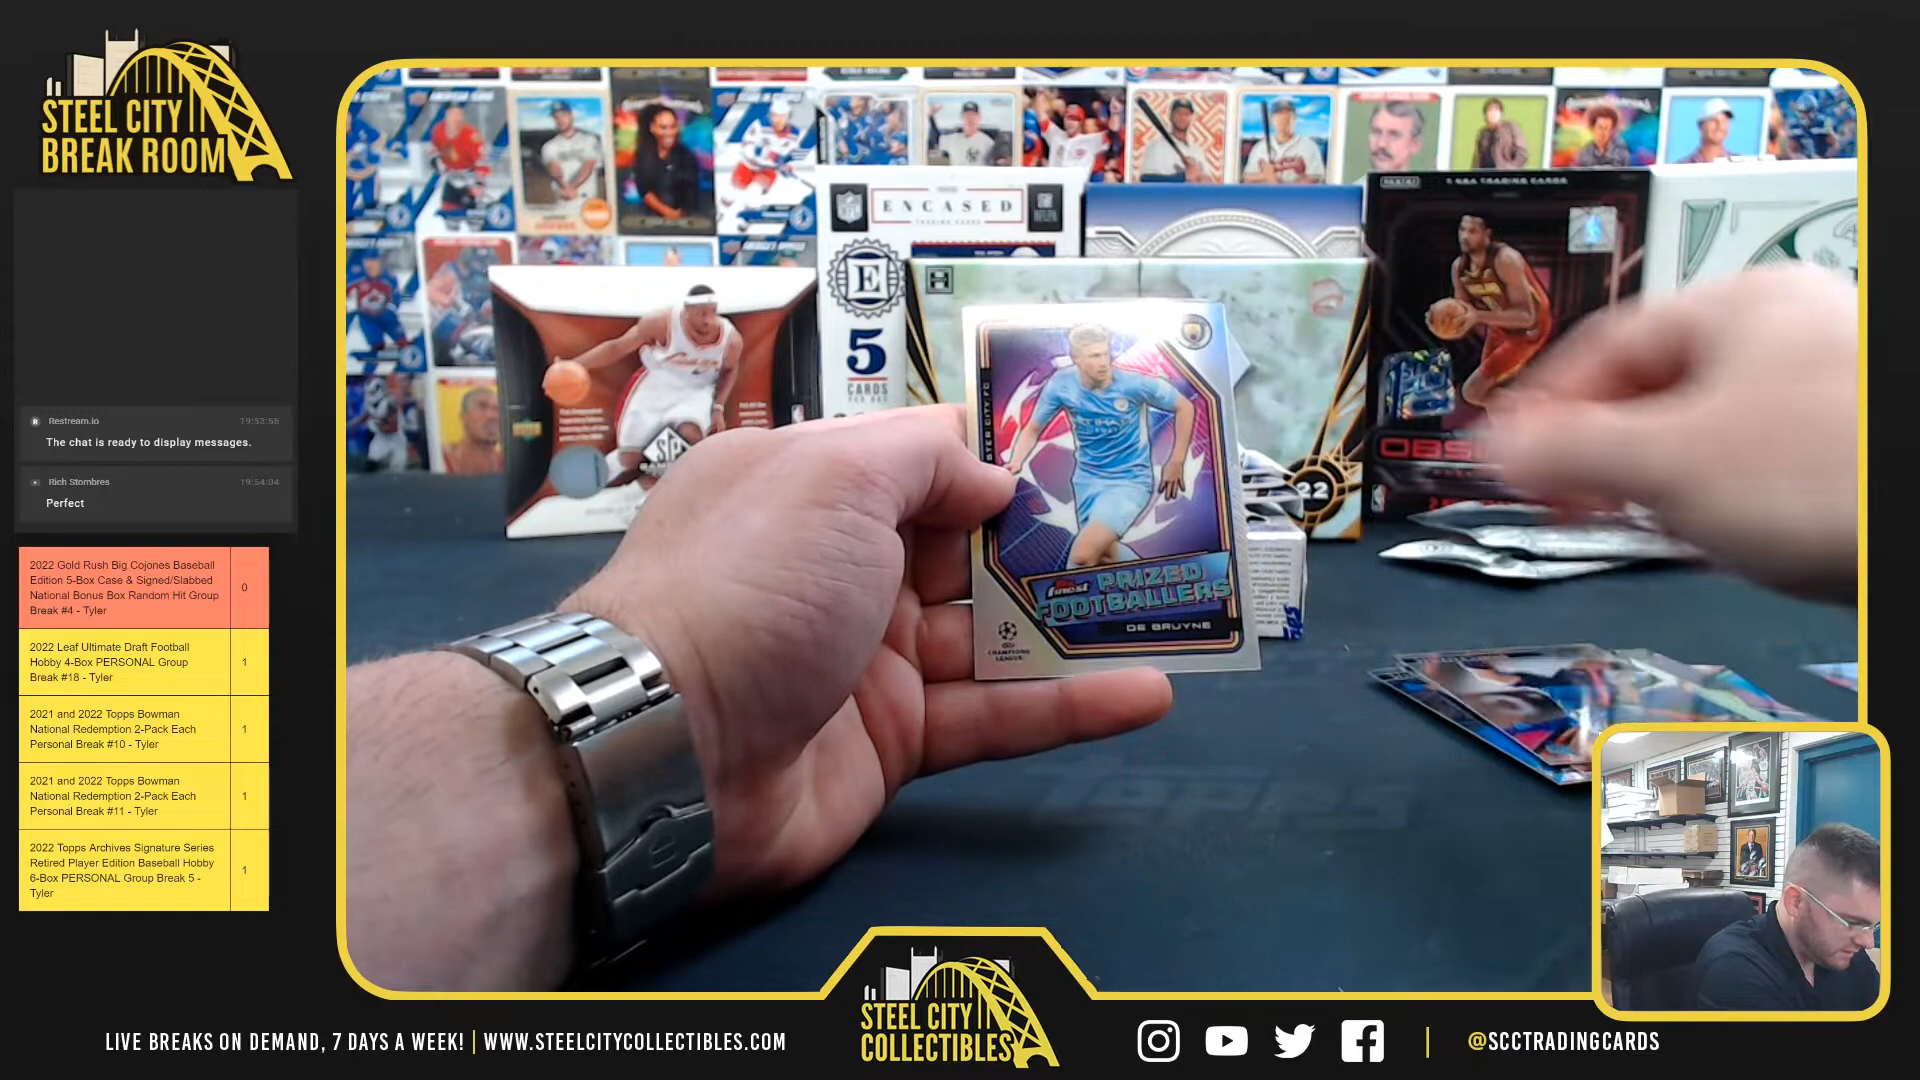 STEEL CITY
BREAK ROOM
Restream.io 19:53:55
The chat is ready to display messages.
Rich Stombres 19:54:04
Perfect
2022 Gold Rush Big Cojones Baseball
Edition 5-Box Case & Signed/Slabbed
National Bonus Box Random Hit Group
Break #4 - Tyler
0
2022 Leaf Ultimate Draft Football
Hobby 4-Box PERSONAL Group
Break #18 - Tyler
1
2021 and 2022 Topps Bowman
National Redemption 2-Pack Each
Personal Break #10 - Tyler
1
2021 and 2022 Topps Bowman
National Redemption 2-Pack Each
Personal Break #11 - Tyler
1
2022 Topps Archives Signature Series
Retired Player Edition Baseball Hobby
6-Box PERSONAL Group Break 5 -
Tyler
1
ENCASED
TRADING CARDS
E
5
CARDS
22
finest
PRIZED
FOOTBALLERS
DE BRUYNE
CHAMPIONS
LEAGUE
STEEL CITY
COLLECTIBLES
LIVE BREAKS ON DEMAND, 7 DAYS A WEEK! | WWW.STEELCITYCOLLECTIBLES.COM
| @SCCTRADINGCARDS